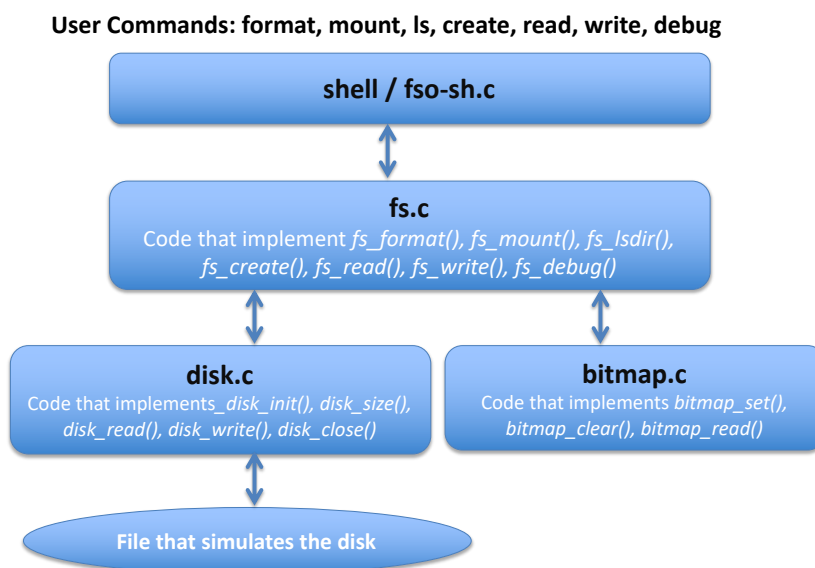 User Commands: format, mount, ls, create, read, write, debug
shell / fso-sh.c
fs.c
Code that implement fs_format(), fs_mount(), fs_lsdir(),
fs_create(), fs_read(), fs_write(), fs_debug()
disk.c
Code that implements_disk_init(), disk_size(),
disk_read(), disk_write(), disk_close()
bitmap.c
Code that implements bitmap_set(),
bitmap_clear(), bitmap_read()
File that simulates the disk